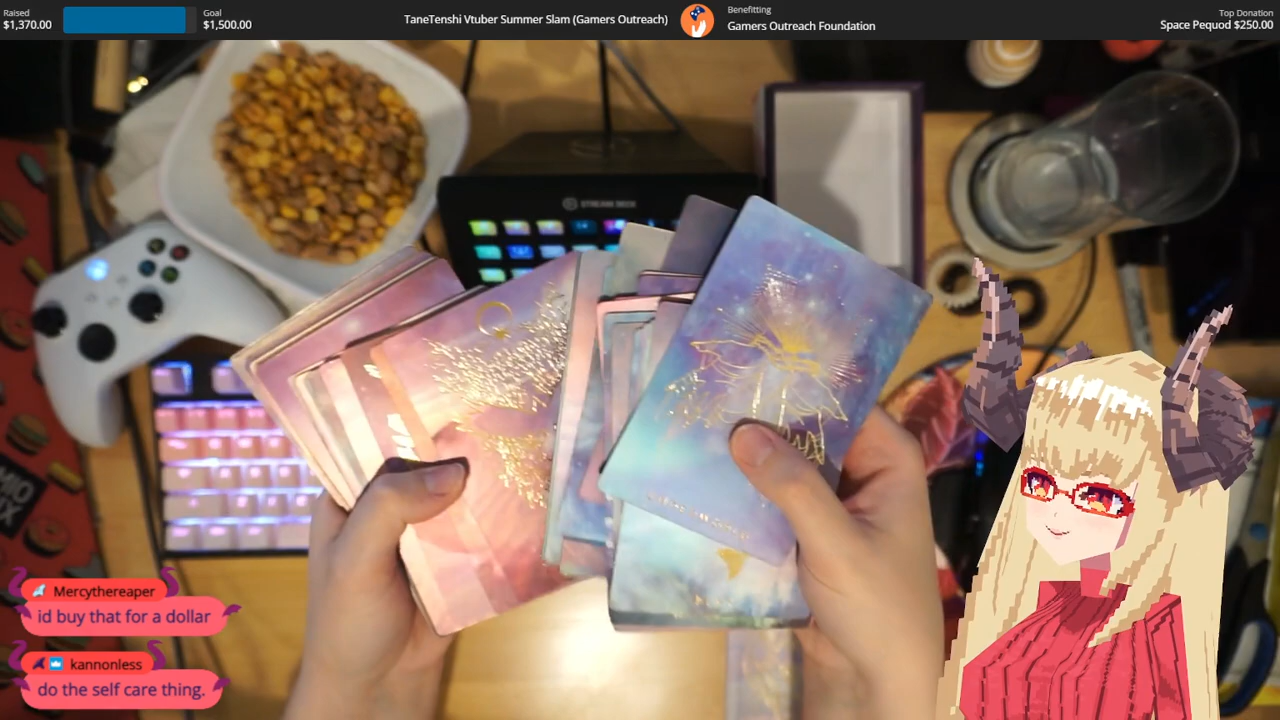 Raised
$1,370.00
Goal
$1,500.00
TaneTenshi Vtuber Summer Slam (Gamers Outreach)
Benefitting
Gamers Outreach Foundation
Top Donation
Space Pequod $250.00
STREAM DECK
Mercythereaper
id buy that for a dollar
kannonless
do the self care thing.